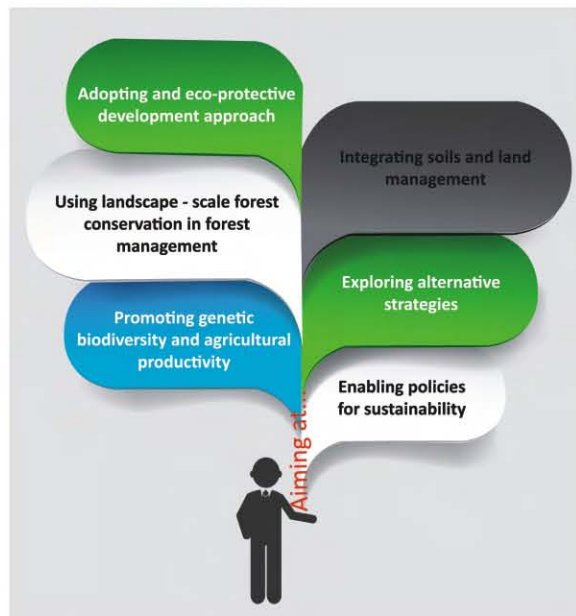 Adopting and eco-protective
development approach
Integrating soils and land
management
Using landscape - scale forest
conservation in forest
management
Exploring alternative
strategies
Promoting genetic
biodiversity and agricultural
productivity
Enabling policies
for sustainability
Aiming at...